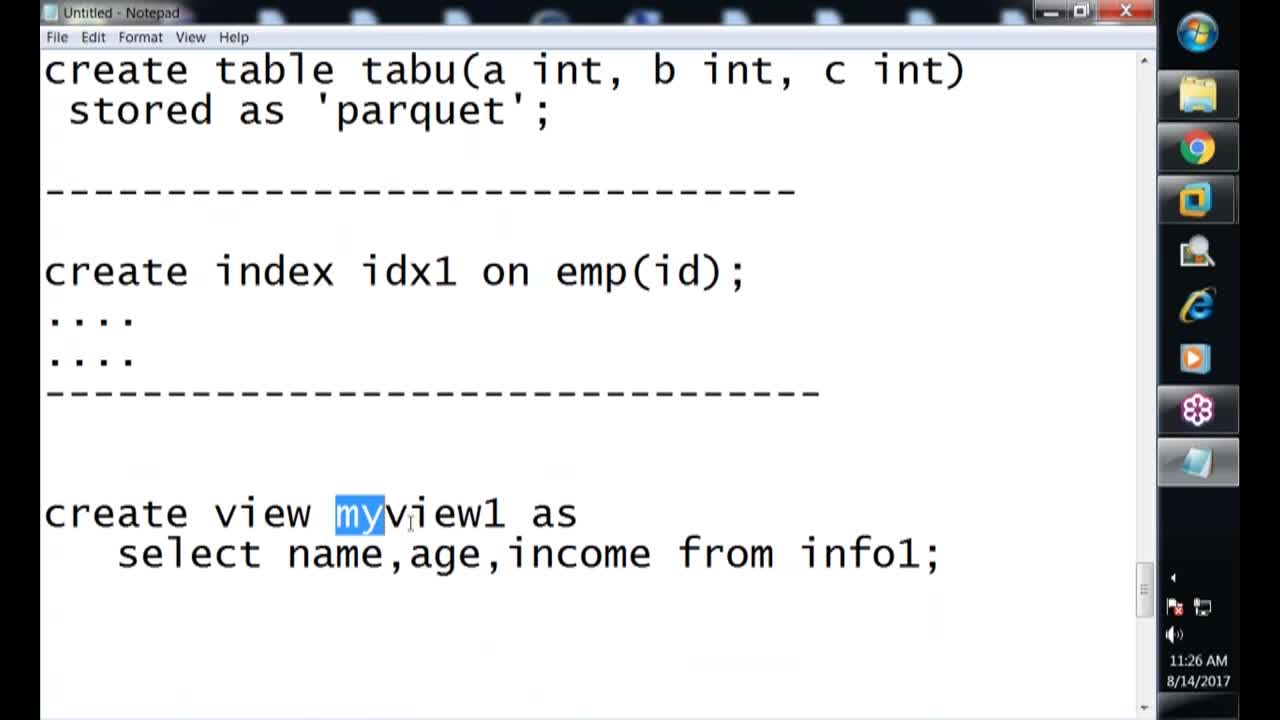 Untitled - Notepad
File Edit Format View Help
create table tabu(a int, b int, c int)
stored as 'parquet';
-------------------------------
create index idx1 on emp(id);
....
....
--------------------------------
create view myview1 as
select name,age,income from info1;
11:26 AM
8/14/2017